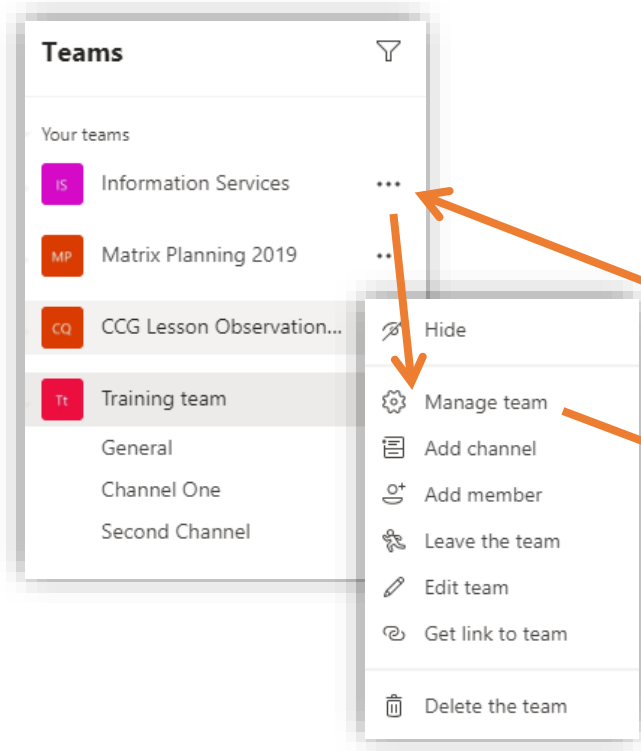 Teams
Your teams
IS Information Services ...
MP Matrix Planning 2019 ..
CQ CCG Lesson Observation...
Tt Training team
General
Channel One
Second Channel
Hide
Manage team
Add channel
Add member
Leave the team
Edit team
Get link to team
Delete the team